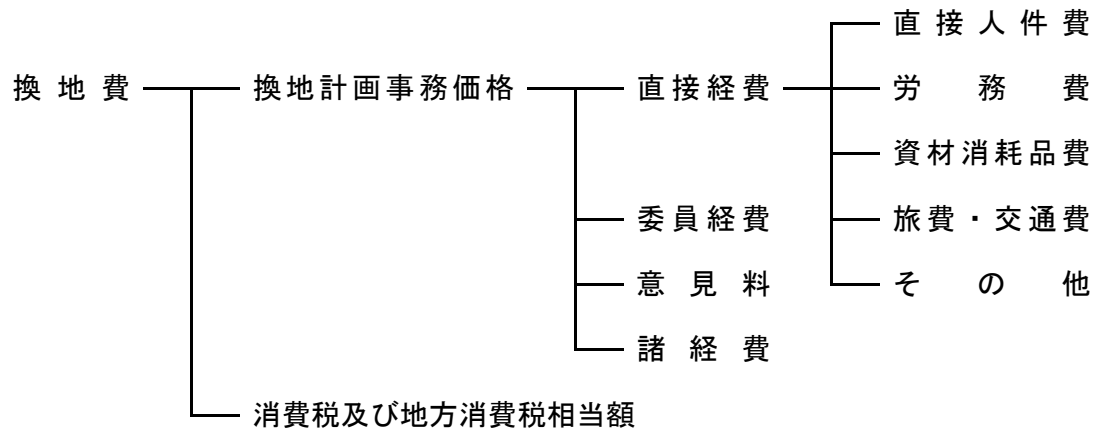 直接人件費
換地費 換地計画事務価格 直接経費 労務費
資材消耗品費
委員経費 旅費・交通費
意見料 その他
諸経費
消費税及び地方消費税相当額